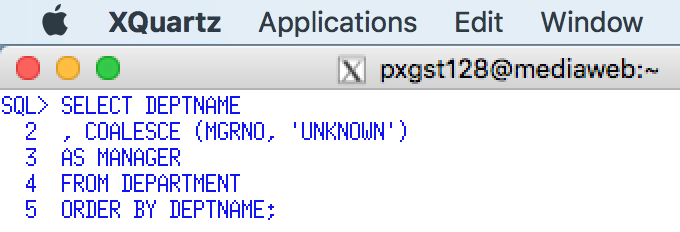 XQuartz Applications Edit Window
pxgst128@mediaweb:~
SQL> SELECT DEPTNAME
2 , COALESCE (MGRNO, 'UNKNOWN')
3 AS MANAGER
4 FROM DEPARTMENT
5 ORDER BY DEPTNAME;